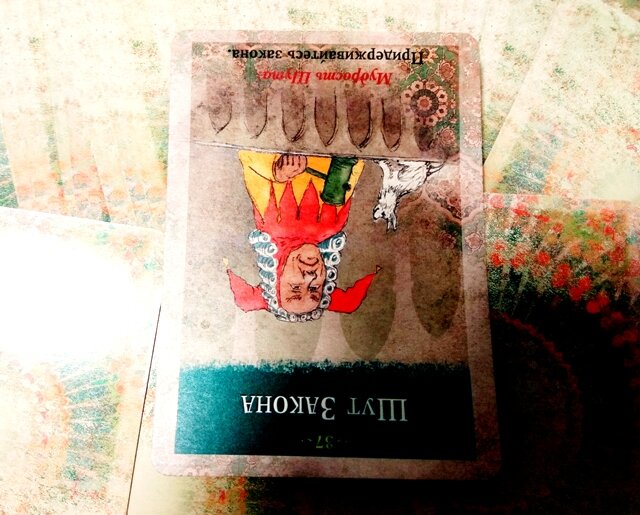 ·37·
Шут Закона
Мудрость Шута
Придерживайтесь закона.